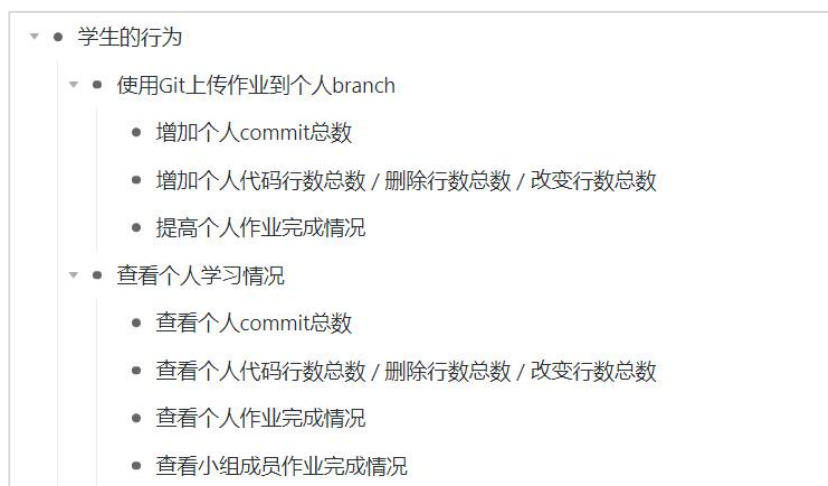 学生的行为
使用Git上传作业到个人branch
增加个人commit总数
增加个人代码行数总数 / 删除行数总数 / 改变行数总数
提高个人作业完成情况
查看个人学习情况
查看个人commit总数
查看个人代码行数总数 / 删除行数总数 / 改变行数总数
查看个人作业完成情况
查看小组成员作业完成情况